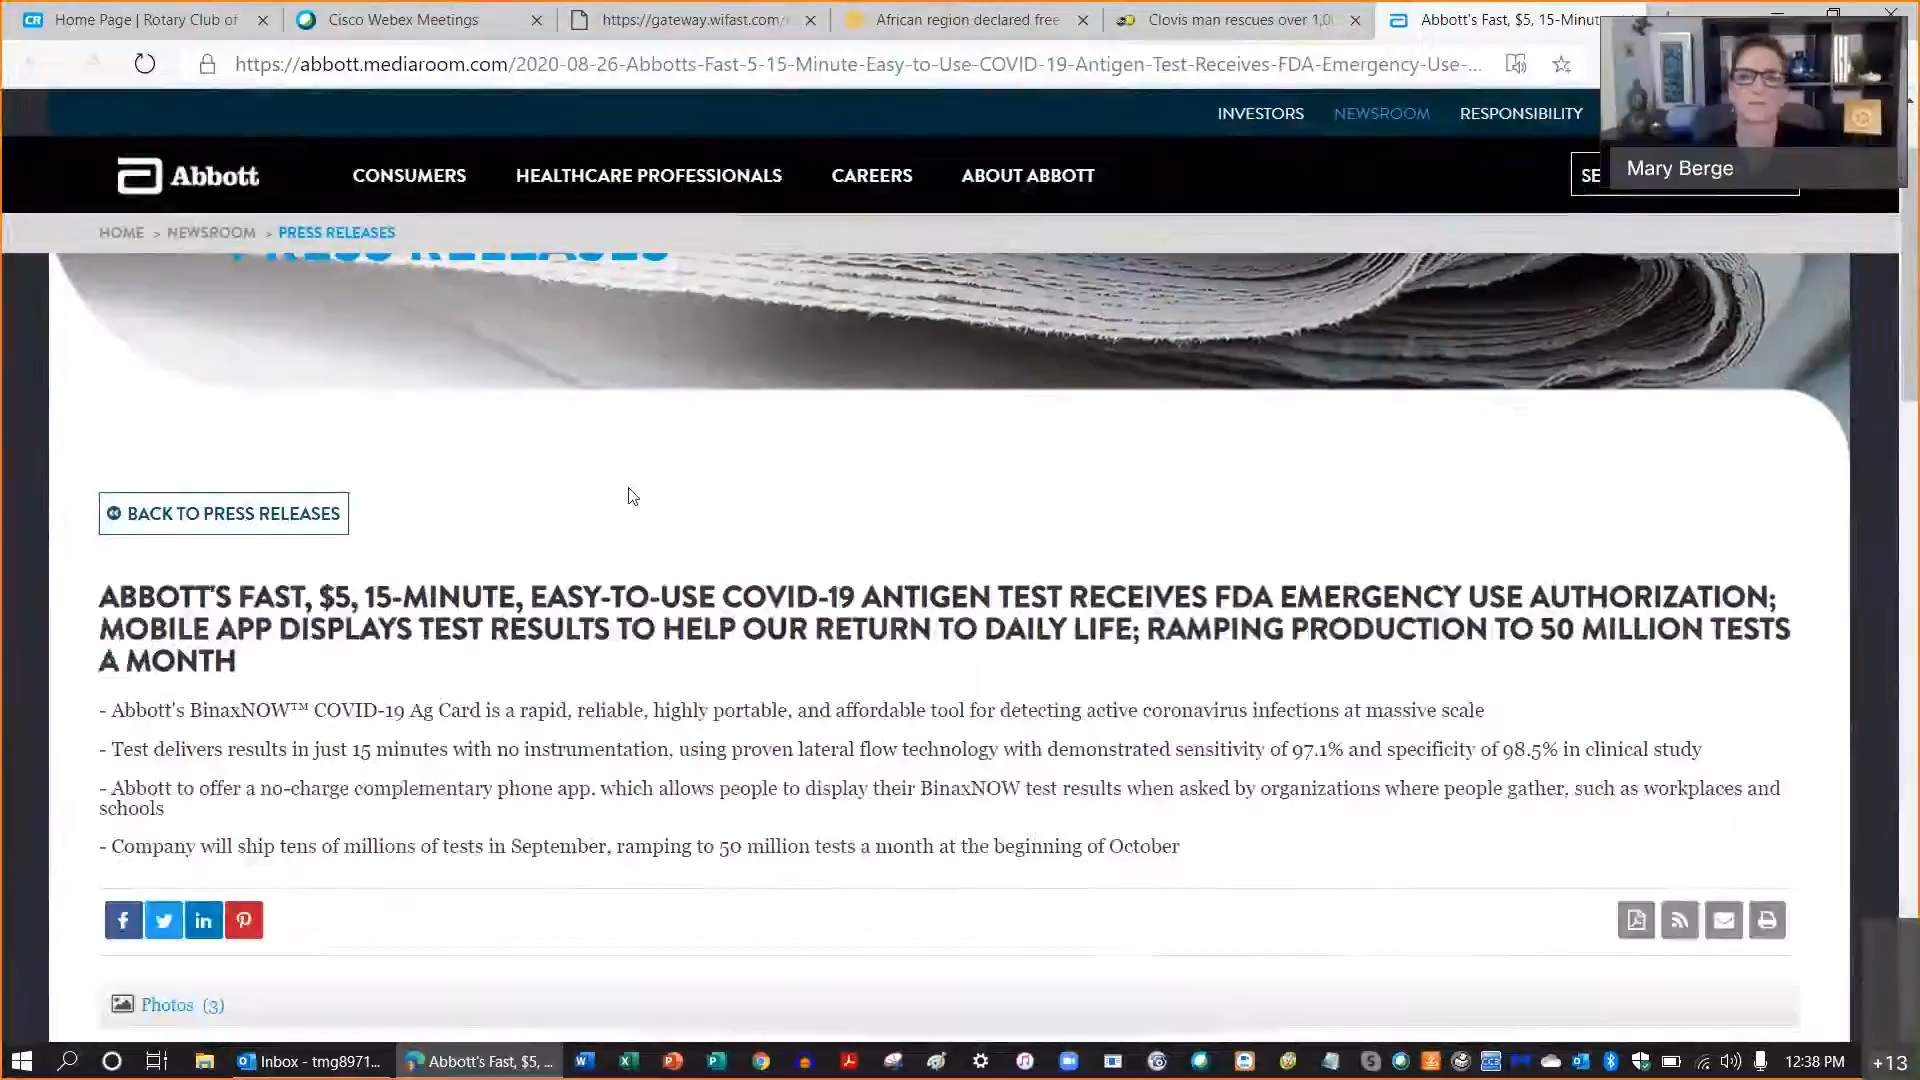 Home Page | Rotary Club of
Cisco Webex Meetings
https://gateway.wifast.com/
African region declared free
Clovis man rescues over 1,0
Abbott's Fast, $5, 15-Minut
https://abbott.mediaroom.com/2020-08-26-Abbotts-Fast-5-15-Minute-Easy-to-Use-COVID-19-Antigen-Test-Receives-FDA-Emergency-Use-...
INVESTORS NEWSROOM RESPONSIBILITY
Mary Berge
Abbott
CONSUMERS HEALTHCARE PROFESSIONALS CAREERS ABOUT ABBOTT
SE
HOME > NEWSROOM > PRESS RELEASES
PRESS RELEASES
BACK TO PRESS RELEASES
ABBOTT'S FAST, $5, 15-MINUTE, EASY-TO-USE COVID-19 ANTIGEN TEST RECEIVES FDA EMERGENCY USE AUTHORIZATION;
MOBILE APP DISPLAYS TEST RESULTS TO HELP OUR RETURN TO DAILY LIFE; RAMPING PRODUCTION TO 50 MILLION TESTS
A MONTH
- Abbott's BinaxNOW™ COVID-19 Ag Card is a rapid, reliable, highly portable, and affordable tool for detecting active coronavirus infections at massive scale
- Test delivers results in just 15 minutes with no instrumentation, using proven lateral flow technology with demonstrated sensitivity of 97.1% and specificity of 98.5% in clinical study
- Abbott to offer a no-charge complementary phone app. which allows people to display their BinaxNOW test results when asked by organizations where people gather, such as workplaces and
schools
- Company will ship tens of millions of tests in September, ramping to 50 million tests a month at the beginning of October
Photos (3)
Inbox - tmg8971...
Abbott's Fast, $5, ...
12:38 PM
+13